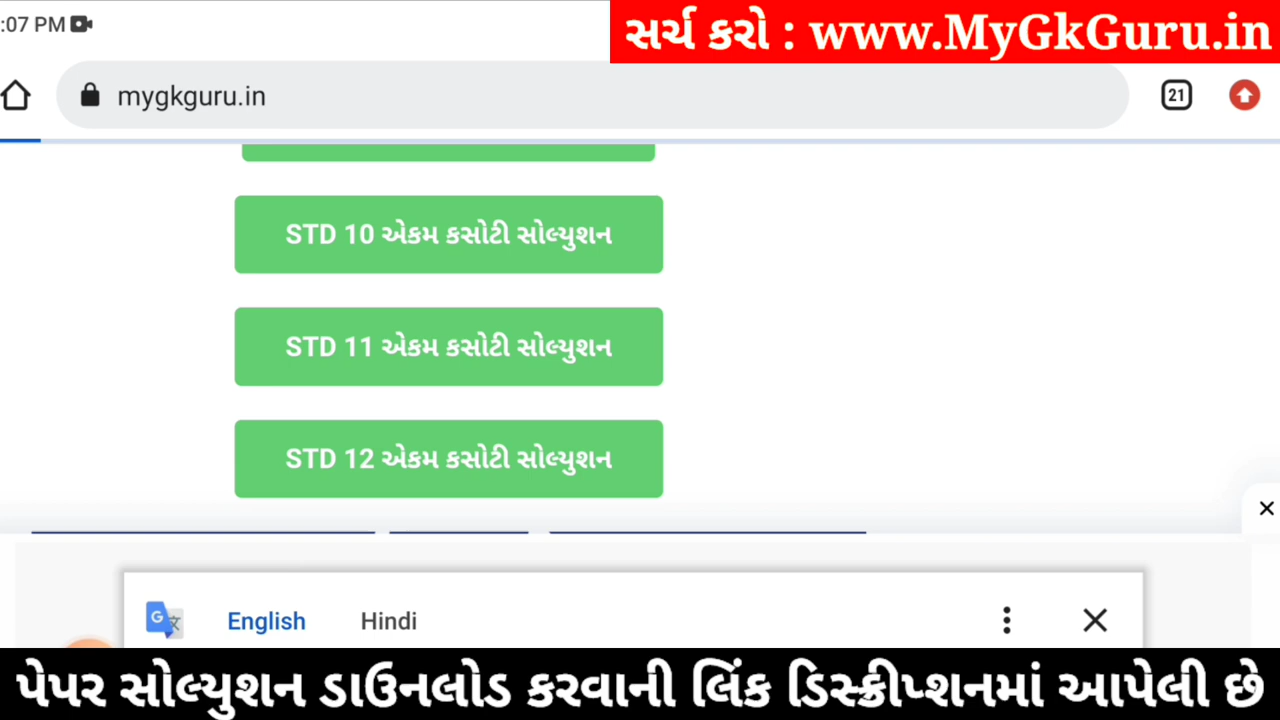 :07 PM
સર્ચ કરો : www.MyGkGuru.in
mygkguru.in
21
STD 10 એકમ કસોટી સોલ્યુશન
STD 11 એકમ કસોટી સોલ્યુશન
STD 12 એકમ કસોટી સોલ્યુશન
English Hindi
પેપર સોલ્યુશન ડાઉનલોડ કરવાની લિંક ડિસ્ક્રીપ્શનમાં આપેલી છે